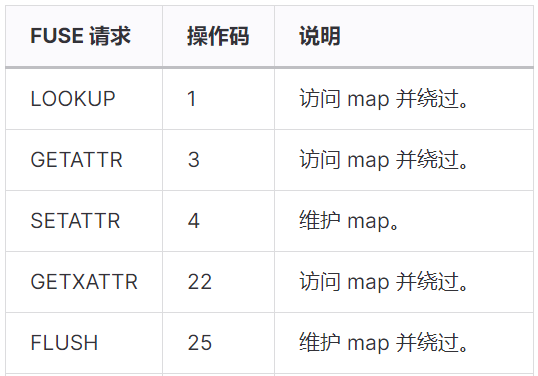 FUSE 请求 操作码 说明
LOOKUP 1 访问 map 并绕过。
GETATTR 3 访问 map 并绕过。
SETATTR 4 维护 map。
GETXATTR 22 访问 map 并绕过。
FLUSH 25 维护 map 并绕过。